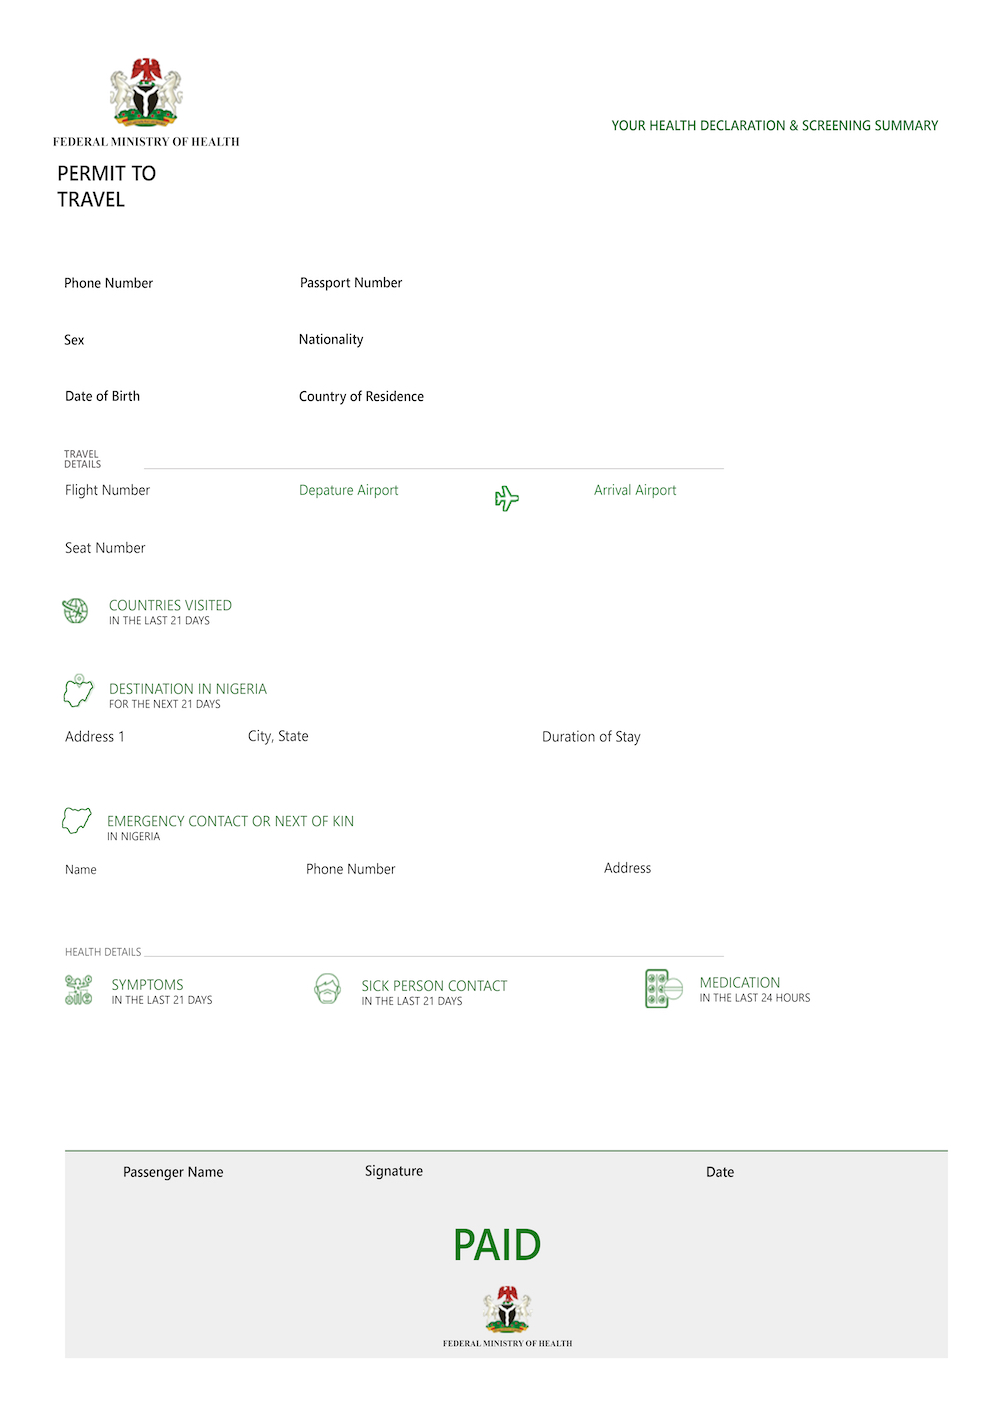 FEDERAL MINISTRY OF HEALTH
YOUR HEALTH DECLARATION & SCREENING SUMMARY
PERMIT TO
TRAVEL
Phone Number
Passport Number
Sex
Nationality
Date of Birth
Country of Residence
TRAVEL
DETAILS
Flight Number
Depature Airport
Arrival Airport
Seat Number
COUNTRIES VISITED
IN THE LAST 21 DAYS
DESTINATION IN NIGERIA
FOR THE NEXT 21 DAYS
Address 1
City, State
Duration of Stay
EMERGENCY CONTACT OR NEXT OF KIN
IN NIGERIA
Name
Phone Number
Address
HEALTH DETAILS
SYMPTOMS
IN THE LAST 21 DAYS
SICK PERSON CONTACT
IN THE LAST 21 DAYS
MEDICATION
IN THE LAST 24 HOURS
Passenger Name
Signature
Date
PAID
FEDERAL MINISTRY OF HEALTH